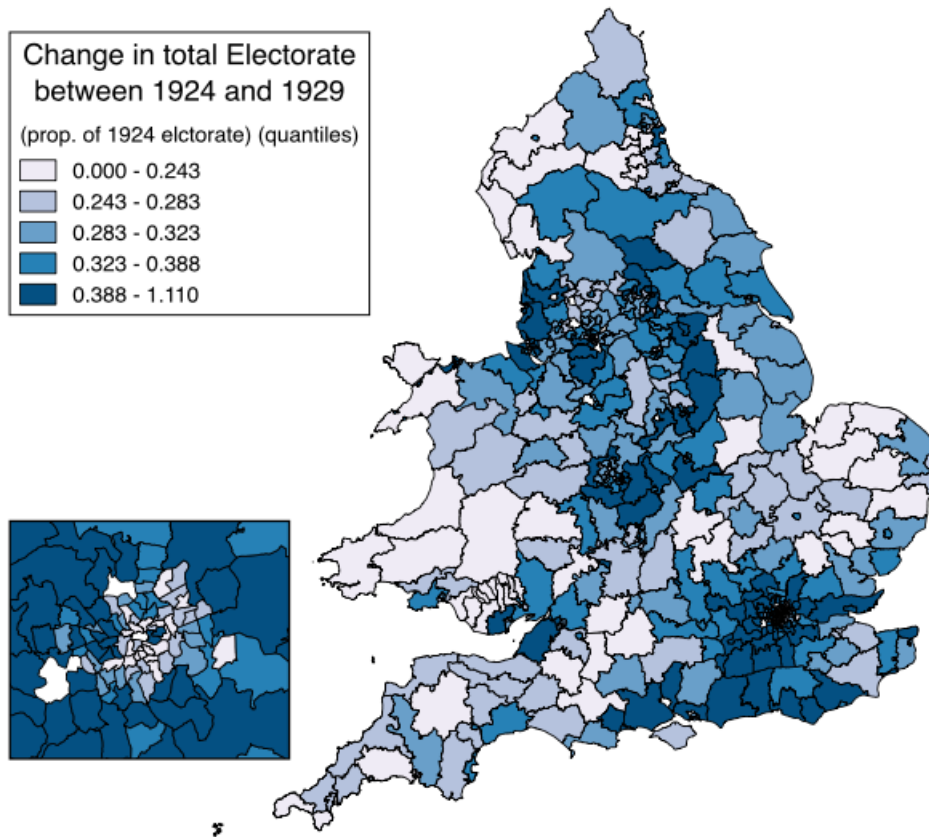 Change in total Electorate
between 1924 and 1929
(prop. of 1924 elctorate) (quantiles)
0.000 - 0.243
0.243 - 0.283
0.283 - 0.323
0.323 - 0.388
0.388 - 1.110